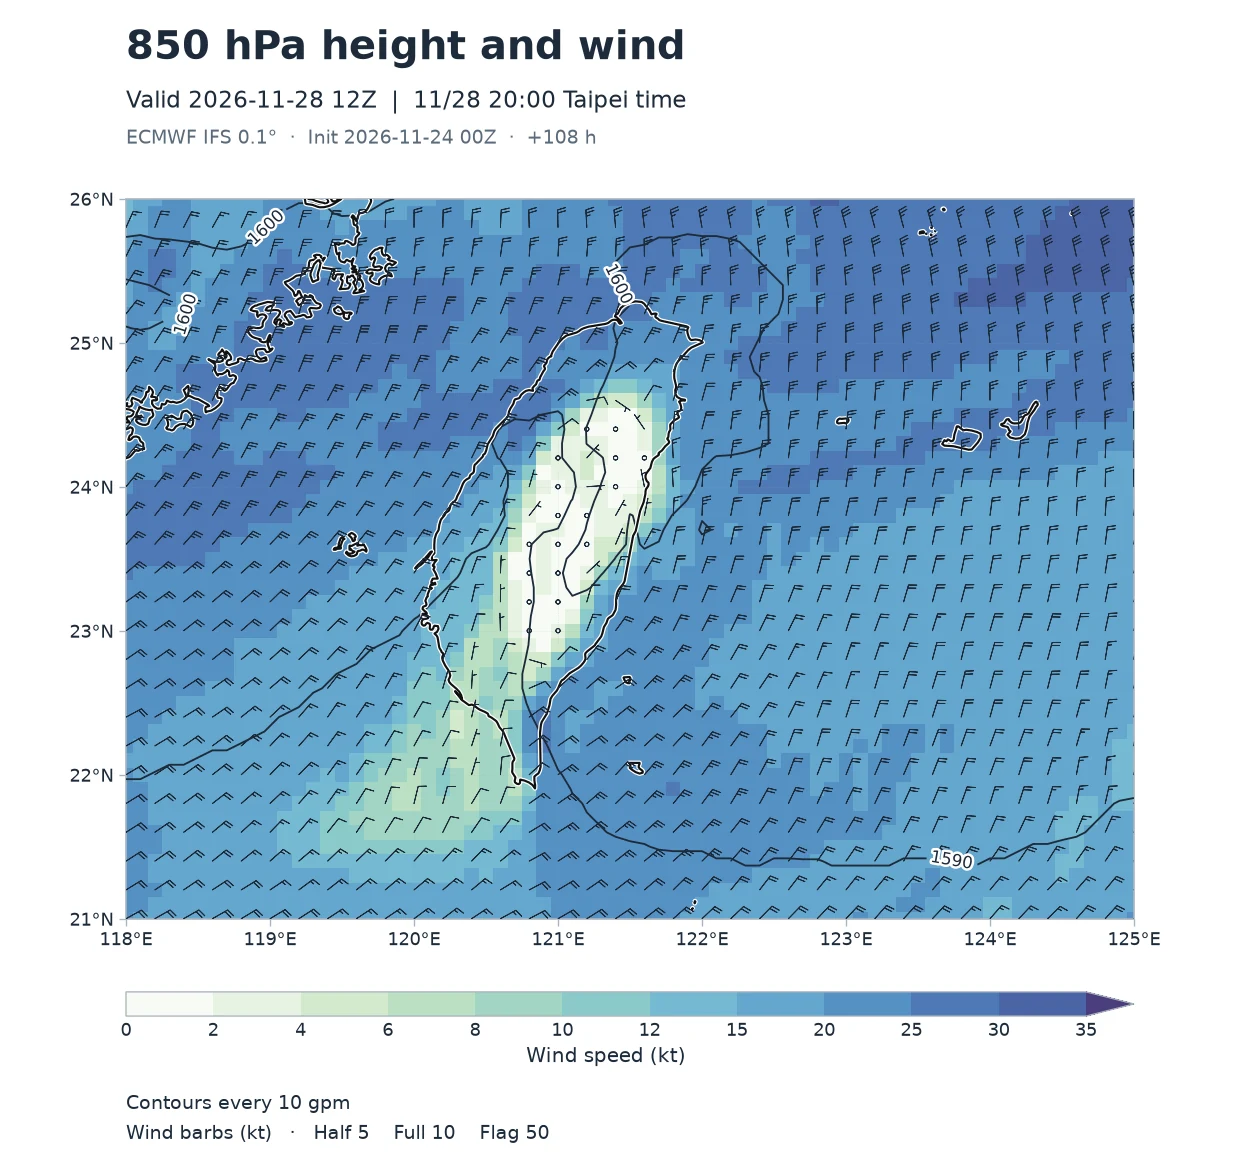 850 hPa height and wind
Valid 2026-11-28 12Z | 11/28 20:00 Taipei time
ECMWF IFS 0.1° · Init 2026-11-24 00Z · +108 h
26°N
25°N
24°N
23°N
22°N
21°N
1600
1600
1600
1590
118°E 119°E 120°E 121°E 122°E 123°E 124°E 125°E
0 2 4 6 8 10 12 15 20 25 30 35
Wind speed (kt)
Contours every 10 gpm
Wind barbs (kt) · Half 5 Full 10 Flag 50